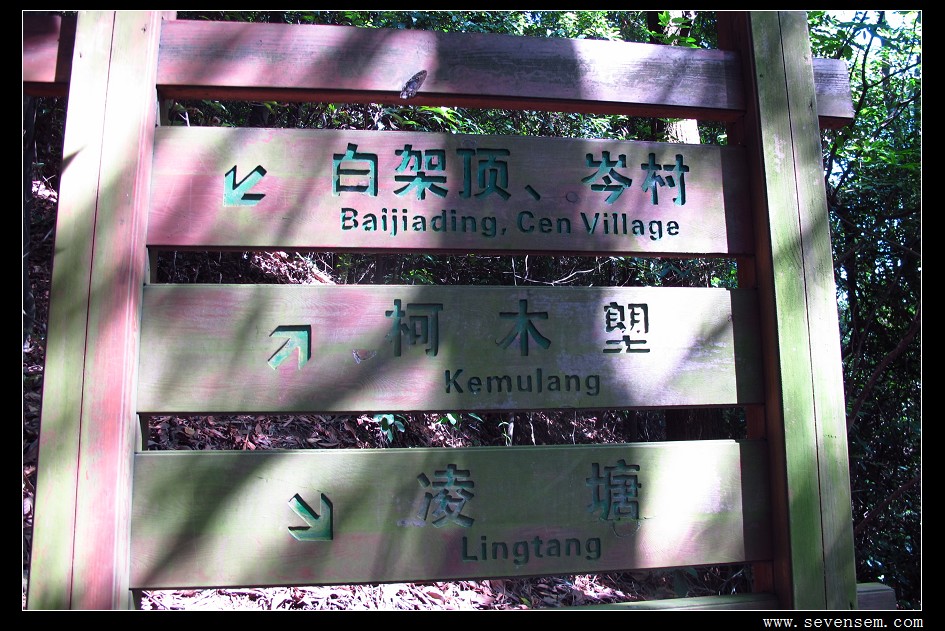 ↙ 白架顶、岑村
Baijiading, Cen Village
↗ 柯木塱
Kemulang
↘ 凌塘
Lingtang
www.sevensem.com